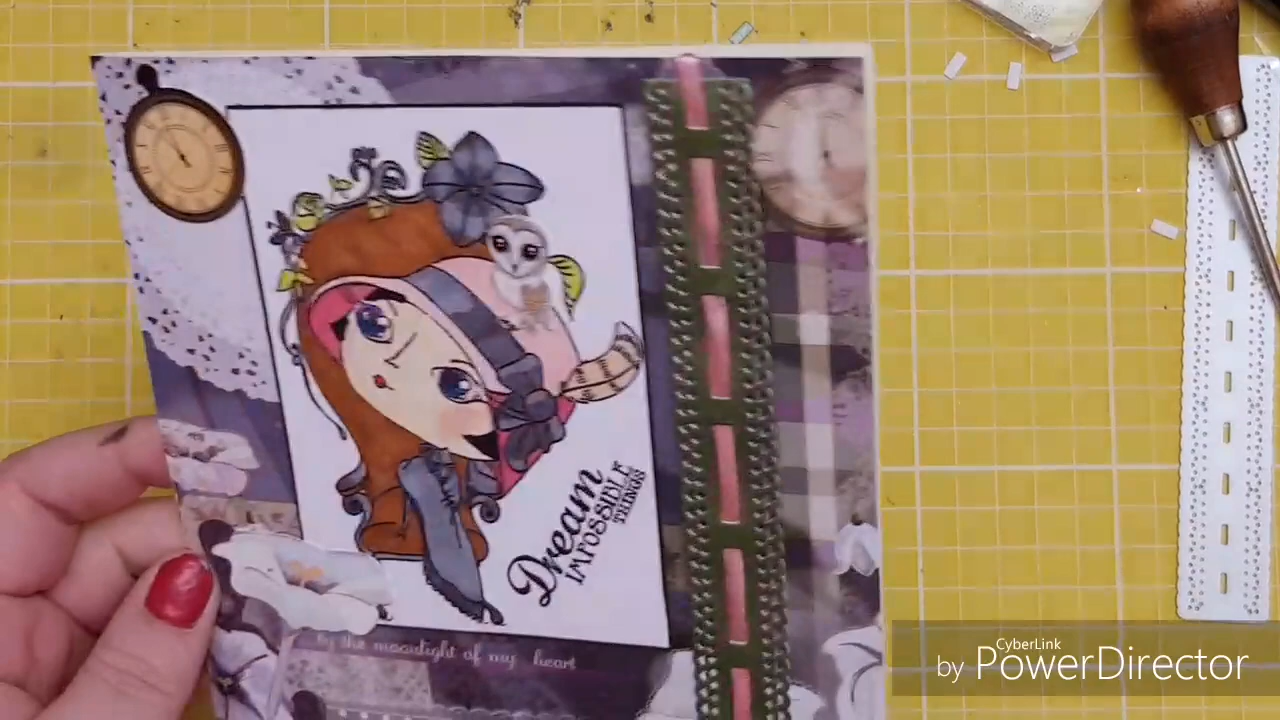 Dream
IMPOSSIBLE
THINGS
by the moonlight of my heart
CyberLink
by PowerDirector